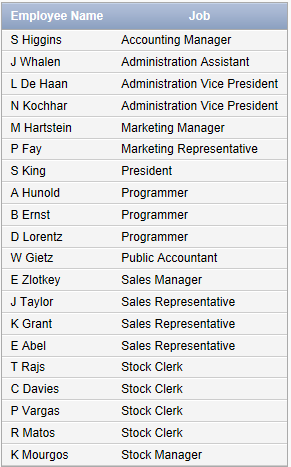 Employee Name Job
S Higgins Accounting Manager
J Whalen Administration Assistant
L De Haan Administration Vice President
N Kochhar Administration Vice President
M Hartstein Marketing Manager
P Fay Marketing Representative
S King President
A Hunold Programmer
B Ernst Programmer
D Lorentz Programmer
W Gietz Public Accountant
E Zlotkey Sales Manager
J Taylor Sales Representative
K Grant Sales Representative
E Abel Sales Representative
T Rajs Stock Clerk
C Davies Stock Clerk
P Vargas Stock Clerk
R Matos Stock Clerk
K Mourgos Stock Manager